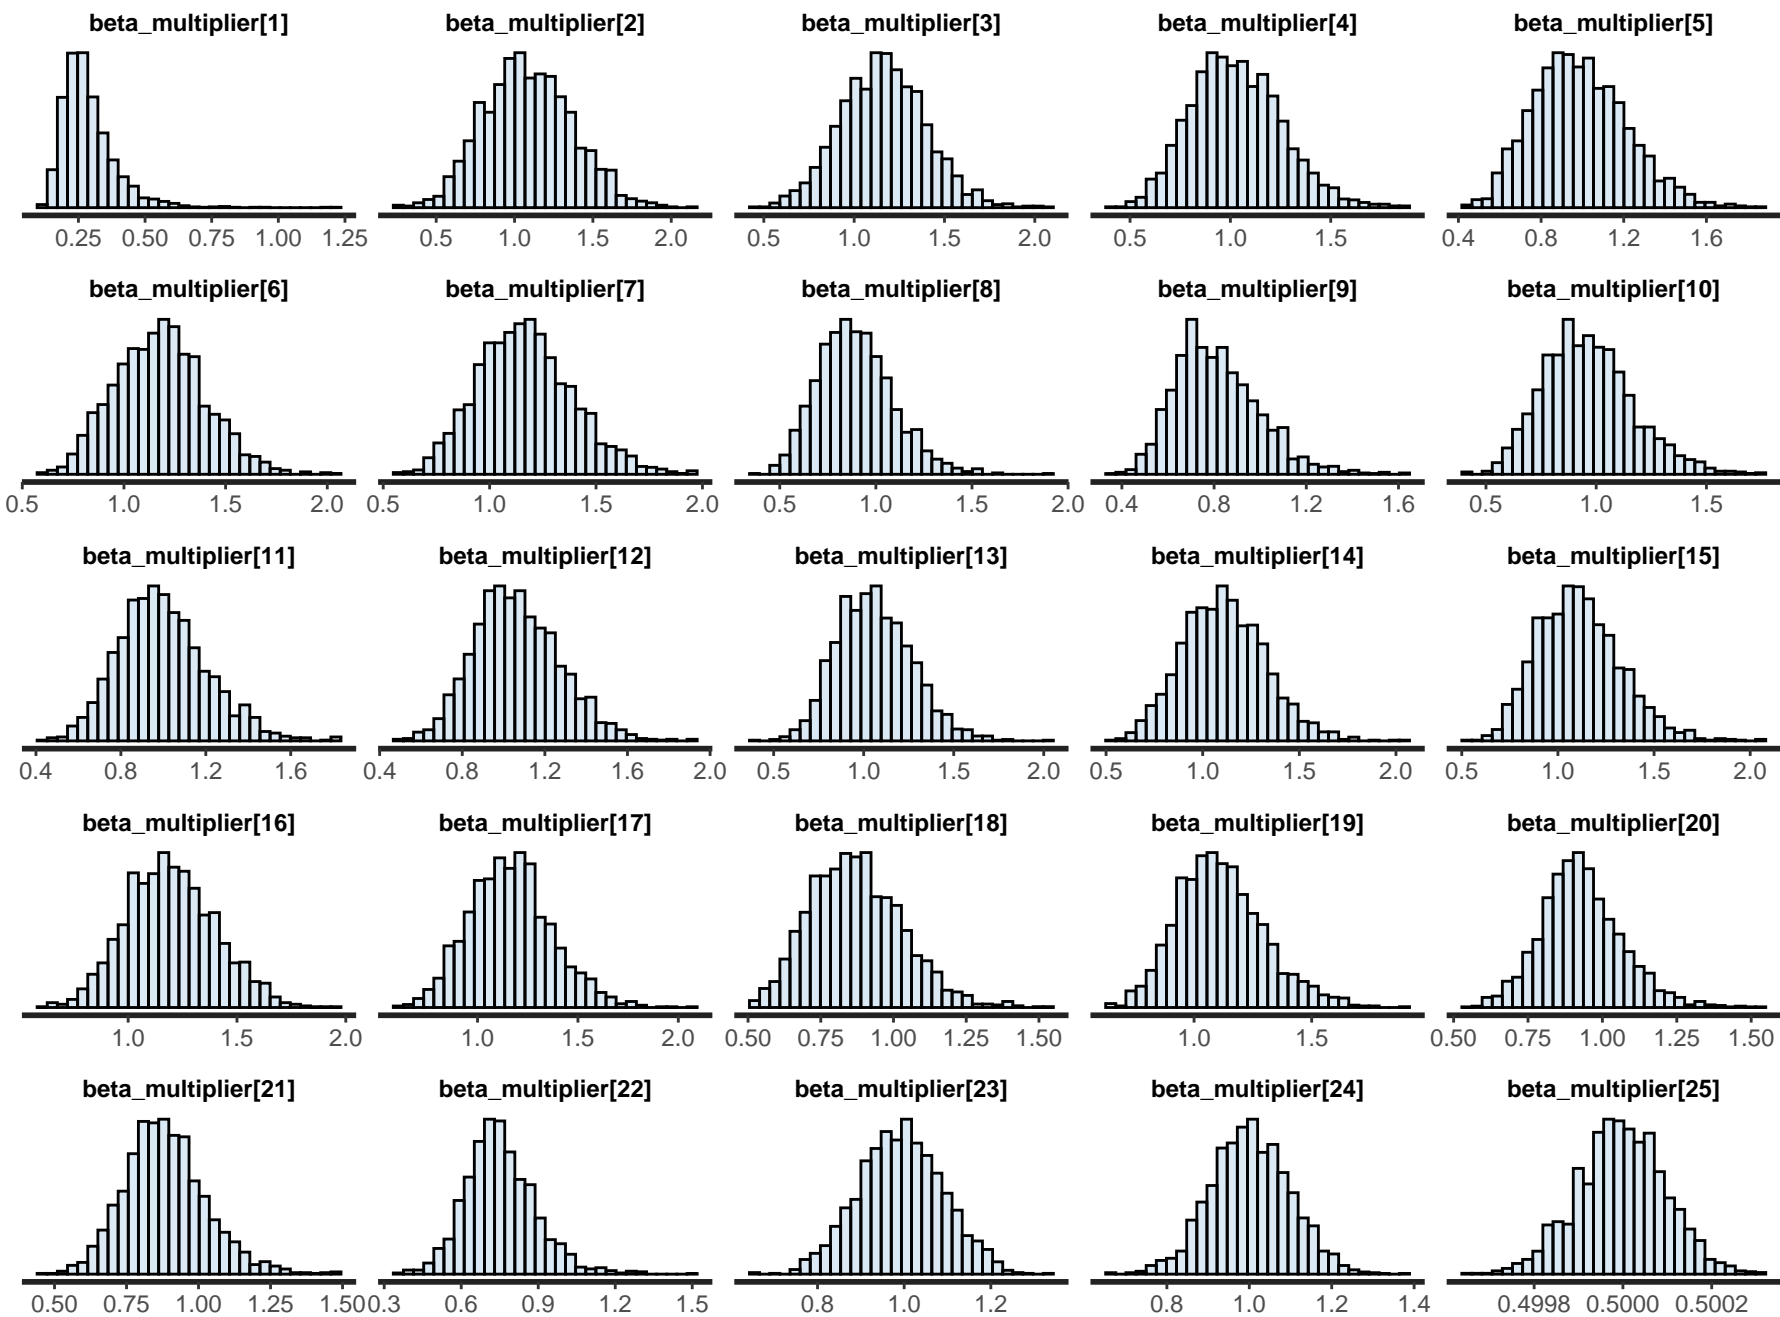 beta_multiplier[1] beta_multiplier[2] beta_multiplier[3] beta_multiplier[4] beta_multiplier[5]
0.25 0.50 0.75 1.00 1.25 0.5 1.0 1.5 2.0 0.5 1.0 1.5 2.0 0.5 1.0 1.5 0.4 0.8 1.2 1.6
beta_multiplier[6] beta_multiplier[7] beta_multiplier[8] beta_multiplier[9] beta_multiplier[10]
0.5 1.0 1.5 2.0 0.5 1.0 1.5 2.0 0.5 1.0 1.5 2.0 0.4 0.8 1.2 1.6 0.5 1.0 1.5
beta_multiplier[11] beta_multiplier[12] beta_multiplier[13] beta_multiplier[14] beta_multiplier[15]
0.4 0.8 1.2 1.6 0.4 0.8 1.2 1.6 2.0 0.5 1.0 1.5 2.0 0.5 1.0 1.5 2.0 0.5 1.0 1.5 2.0
beta_multiplier[16] beta_multiplier[17] beta_multiplier[18] beta_multiplier[19] beta_multiplier[20]
1.0 1.5 2.0 1.0 1.5 2.0 0.50 0.75 1.00 1.25 1.50 1.0 1.5 0.50 0.75 1.00 1.25 1.50
beta_multiplier[21] beta_multiplier[22] beta_multiplier[23] beta_multiplier[24] beta_multiplier[25]
0.50 0.75 1.00 1.25 1.50 0.3 0.6 0.9 1.2 1.5 0.8 1.0 1.2 0.8 1.0 1.2 1.4 0.4998 0.5000 0.5002